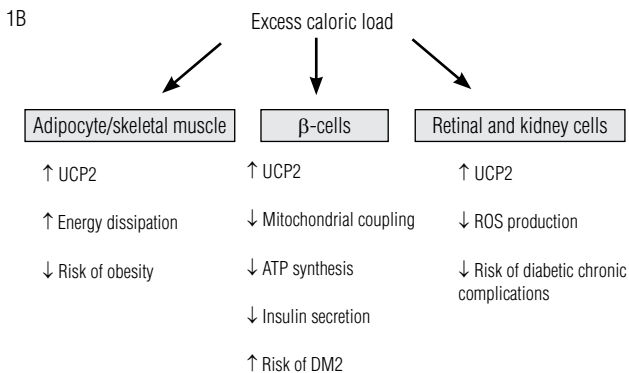 1B
Excess caloric load
Adipocyte/skeletal muscle
↑ UCP2
↑ Energy dissipation
↓ Risk of obesity
β-cells
↑ UCP2
↓ Mitochondrial coupling
↓ ATP synthesis
↓ Insulin secretion
↑ Risk of DM2
Retinal and kidney cells
↑ UCP2
↓ ROS production
↓ Risk of diabetic chronic
complications